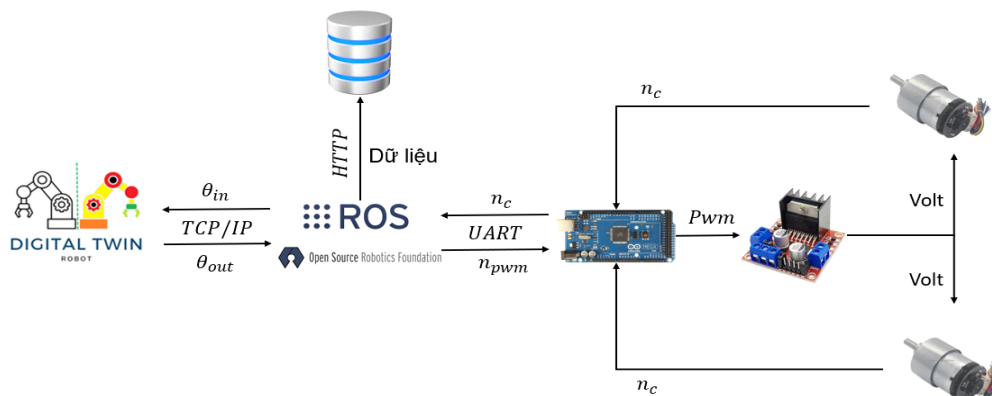 n_c
HTTP
Dữ liệu
θ_in
TCP/IP
θ_out
DIGITAL TWIN
ROBOT
ROS
Open Source Robotics Foundation
n_c
UART
n_pwm
Pwm
Volt
Volt
n_c